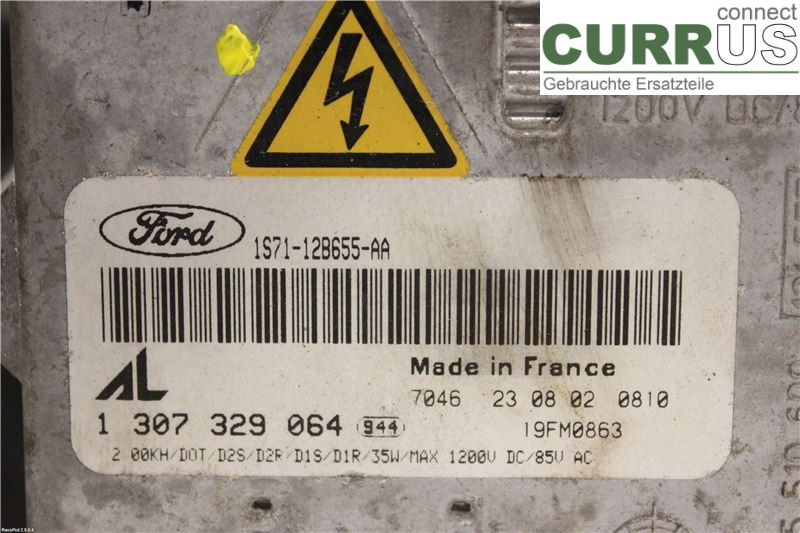 connect
CURRUS
Gebrauchte Ersatzteile
1200V DC/8
Ford
1S71-12B655-AA
AL
Made in France
7046 23 08 02 0810
1 307 329 064 944
19FM0863
2 00KH/DOT/D2S/D2R/D1S/D1R/35W/MAX 1200V DC/85V AC